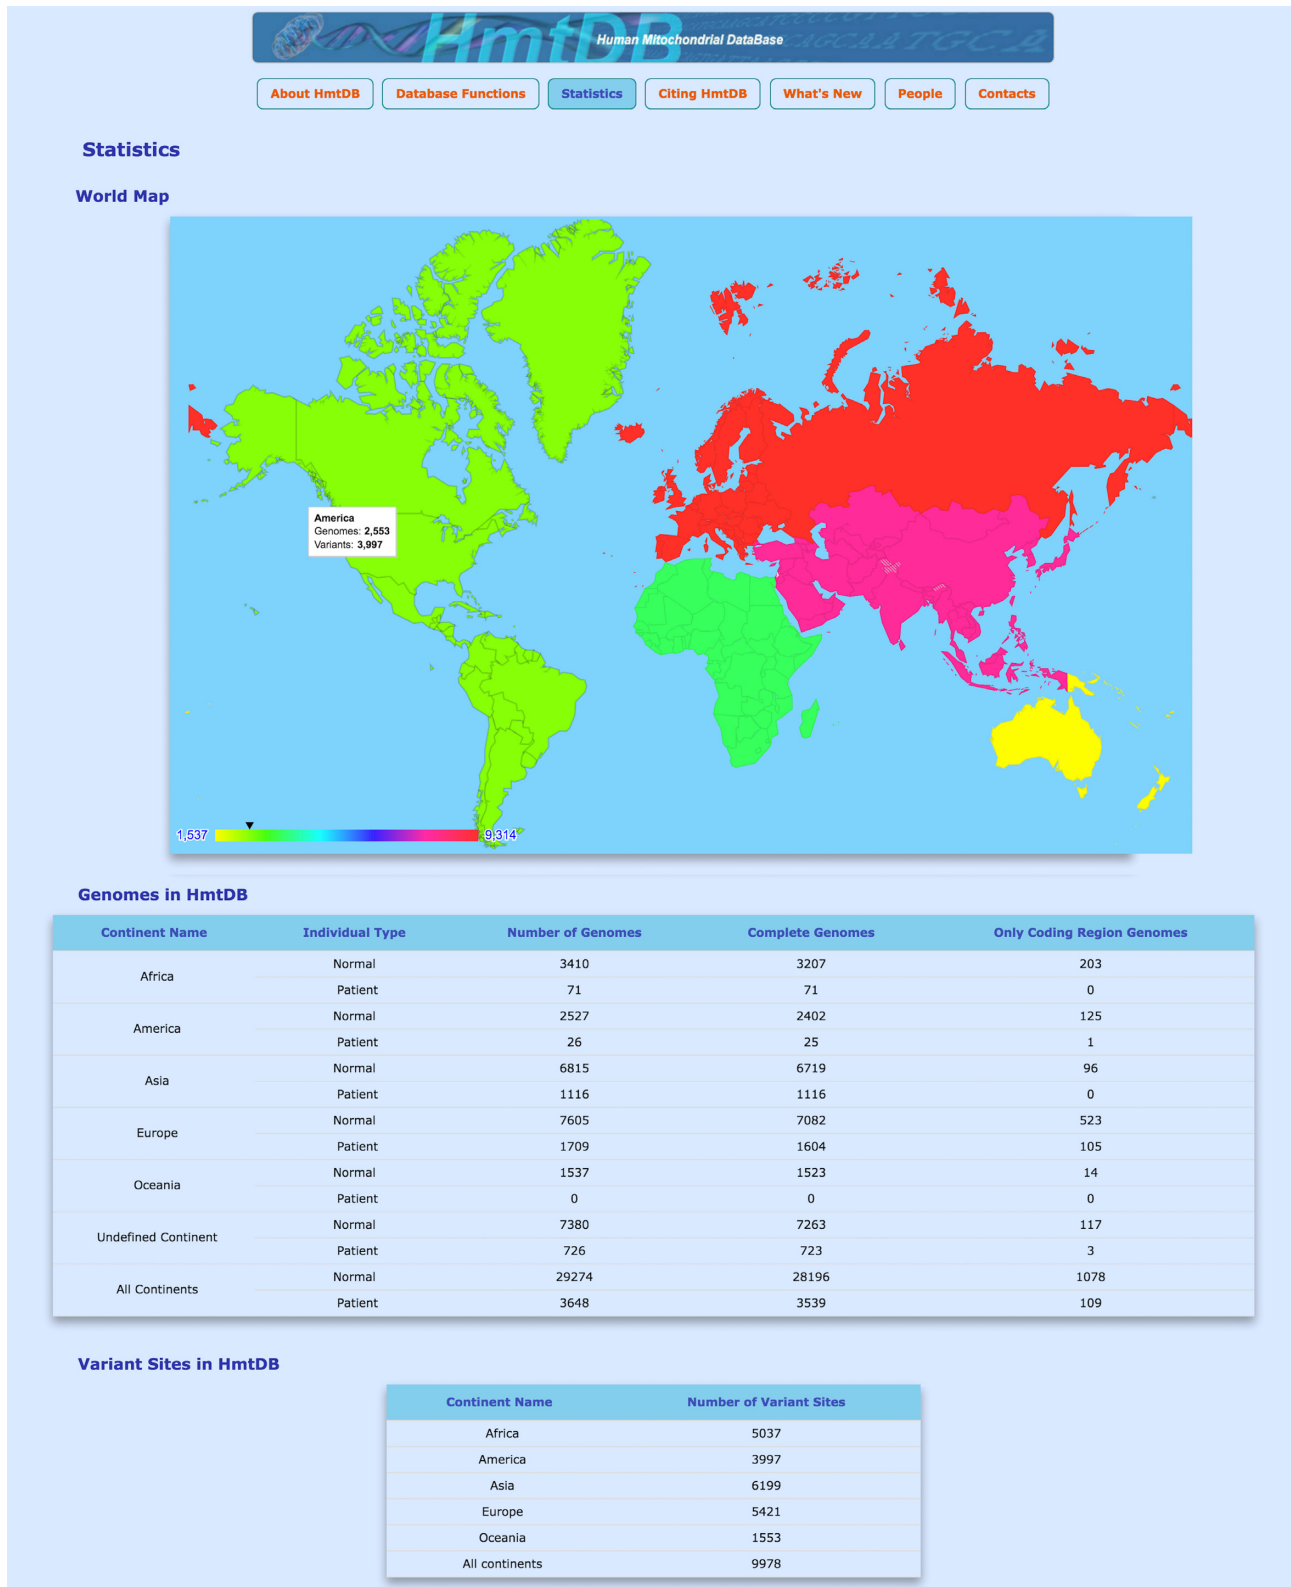 HmtDB
Human Mitochondrial DataBase
About HmtDB Database Functions Statistics Citing HmtDB What's New People Contacts
Statistics
World Map
America
Genomes: 2,553
Variants: 3,997
1,537 9,314
Genomes in HmtDB
Continent Name Individual Type Number of Genomes Complete Genomes Only Coding Region Genomes
Africa Normal 3410 3207 203
Patient 71 71 0
America Normal 2527 2402 125
Patient 26 25 1
Asia Normal 6815 6719 96
Patient 1116 1116 0
Europe Normal 7605 7082 523
Patient 1709 1604 105
Oceania Normal 1537 1523 14
Patient 0 0 0
Undefined Continent Normal 7380 7263 117
Patient 726 723 3
All Continents Normal 29274 28196 1078
Patient 3648 3539 109
Variant Sites in HmtDB
Continent Name Number of Variant Sites
Africa 5037
America 3997
Asia 6199
Europe 5421
Oceania 1553
All continents 9978